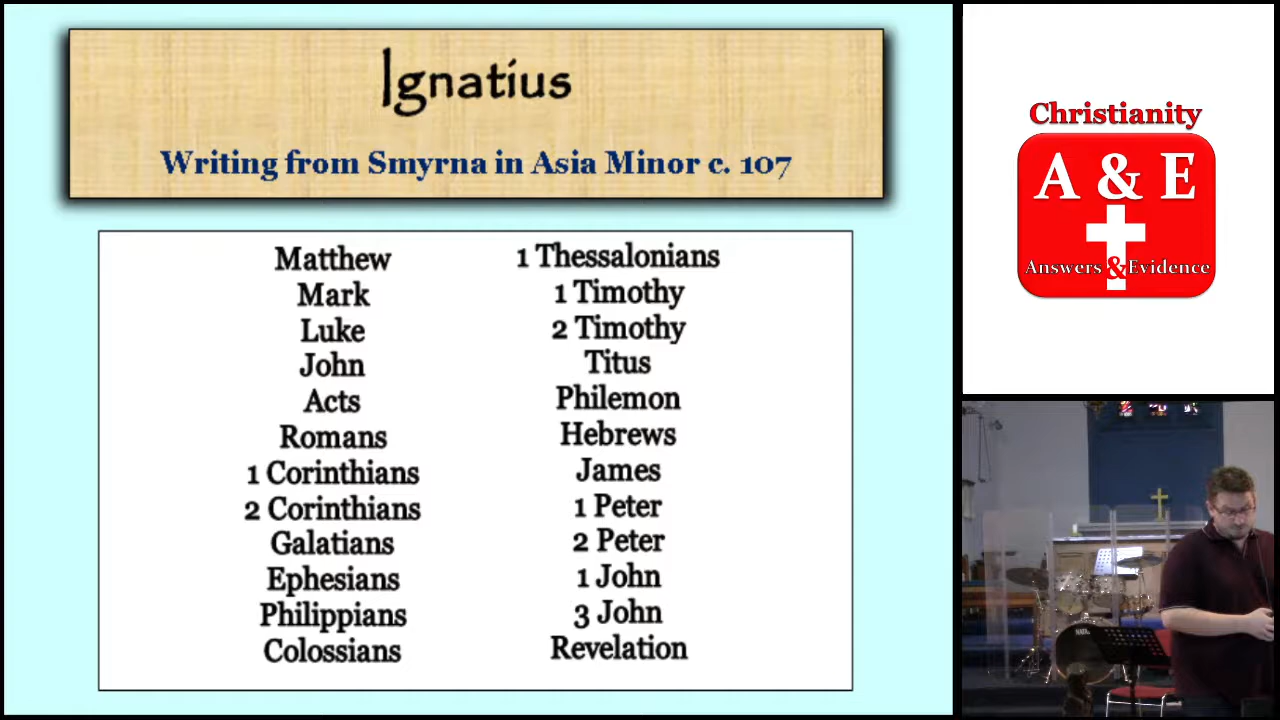 Ignatius
Writing from Smyrna in Asia Minor c. 107
Matthew
Mark
Luke
John
Acts
Romans
1 Corinthians
2 Corinthians
Galatians
Ephesians
Philippians
Colossians
1 Thessalonians
1 Timothy
2 Timothy
Titus
Philemon
Hebrews
James
1 Peter
2 Peter
1 John
3 John
Revelation
Christianity
A & E
Answers & Evidence